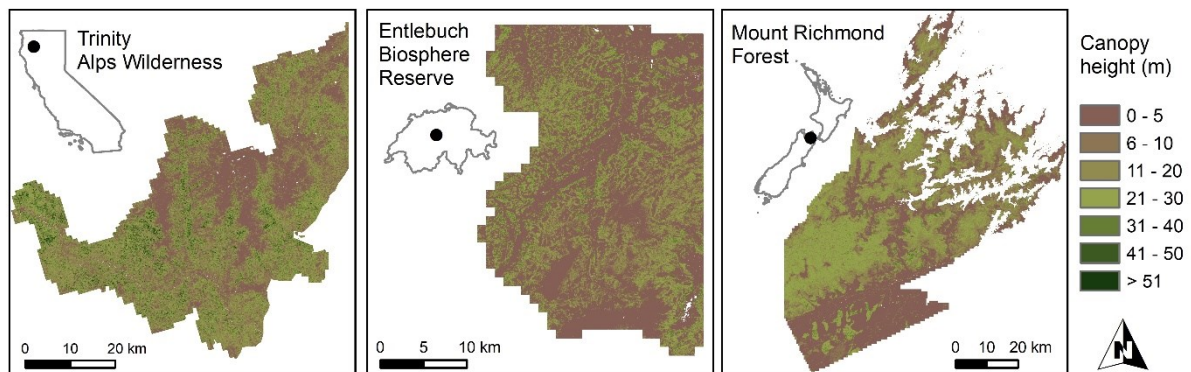 Trinity
Alps Wilderness
0 10 20 km
Entlebuch
Biosphere
Reserve
0 5 10 km
Mount Richmond
Forest
0 10 20 km
Canopy
height (m)
0 - 5
6 - 10
11 - 20
21 - 30
31 - 40
41 - 50
> 51
N